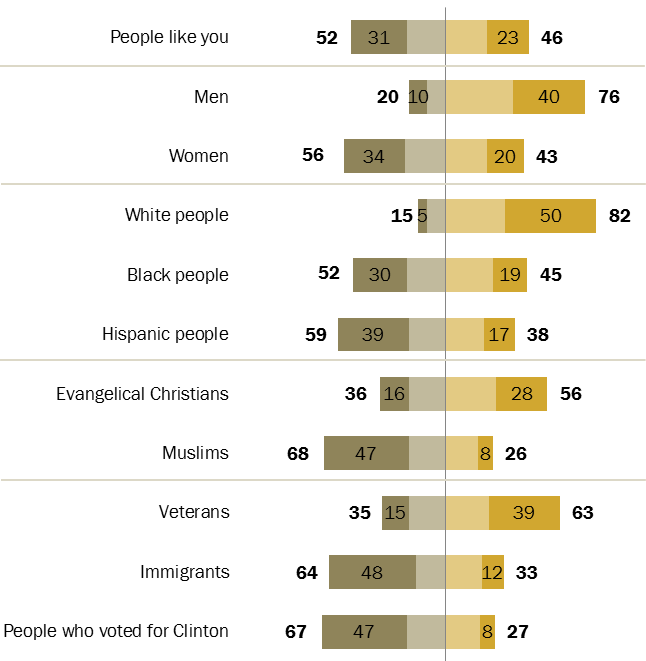 People like you 52 31 23 46
Men 20 10 40 76
Women 56 34 20 43
White people 15 5 50 82
Black people 52 30 19 45
Hispanic people 59 39 17 38
Evangelical Christians 36 16 28 56
Muslims 68 47 8 26
Veterans 35 15 39 63
Immigrants 64 48 12 33
People who voted for Clinton 67 47 8 27